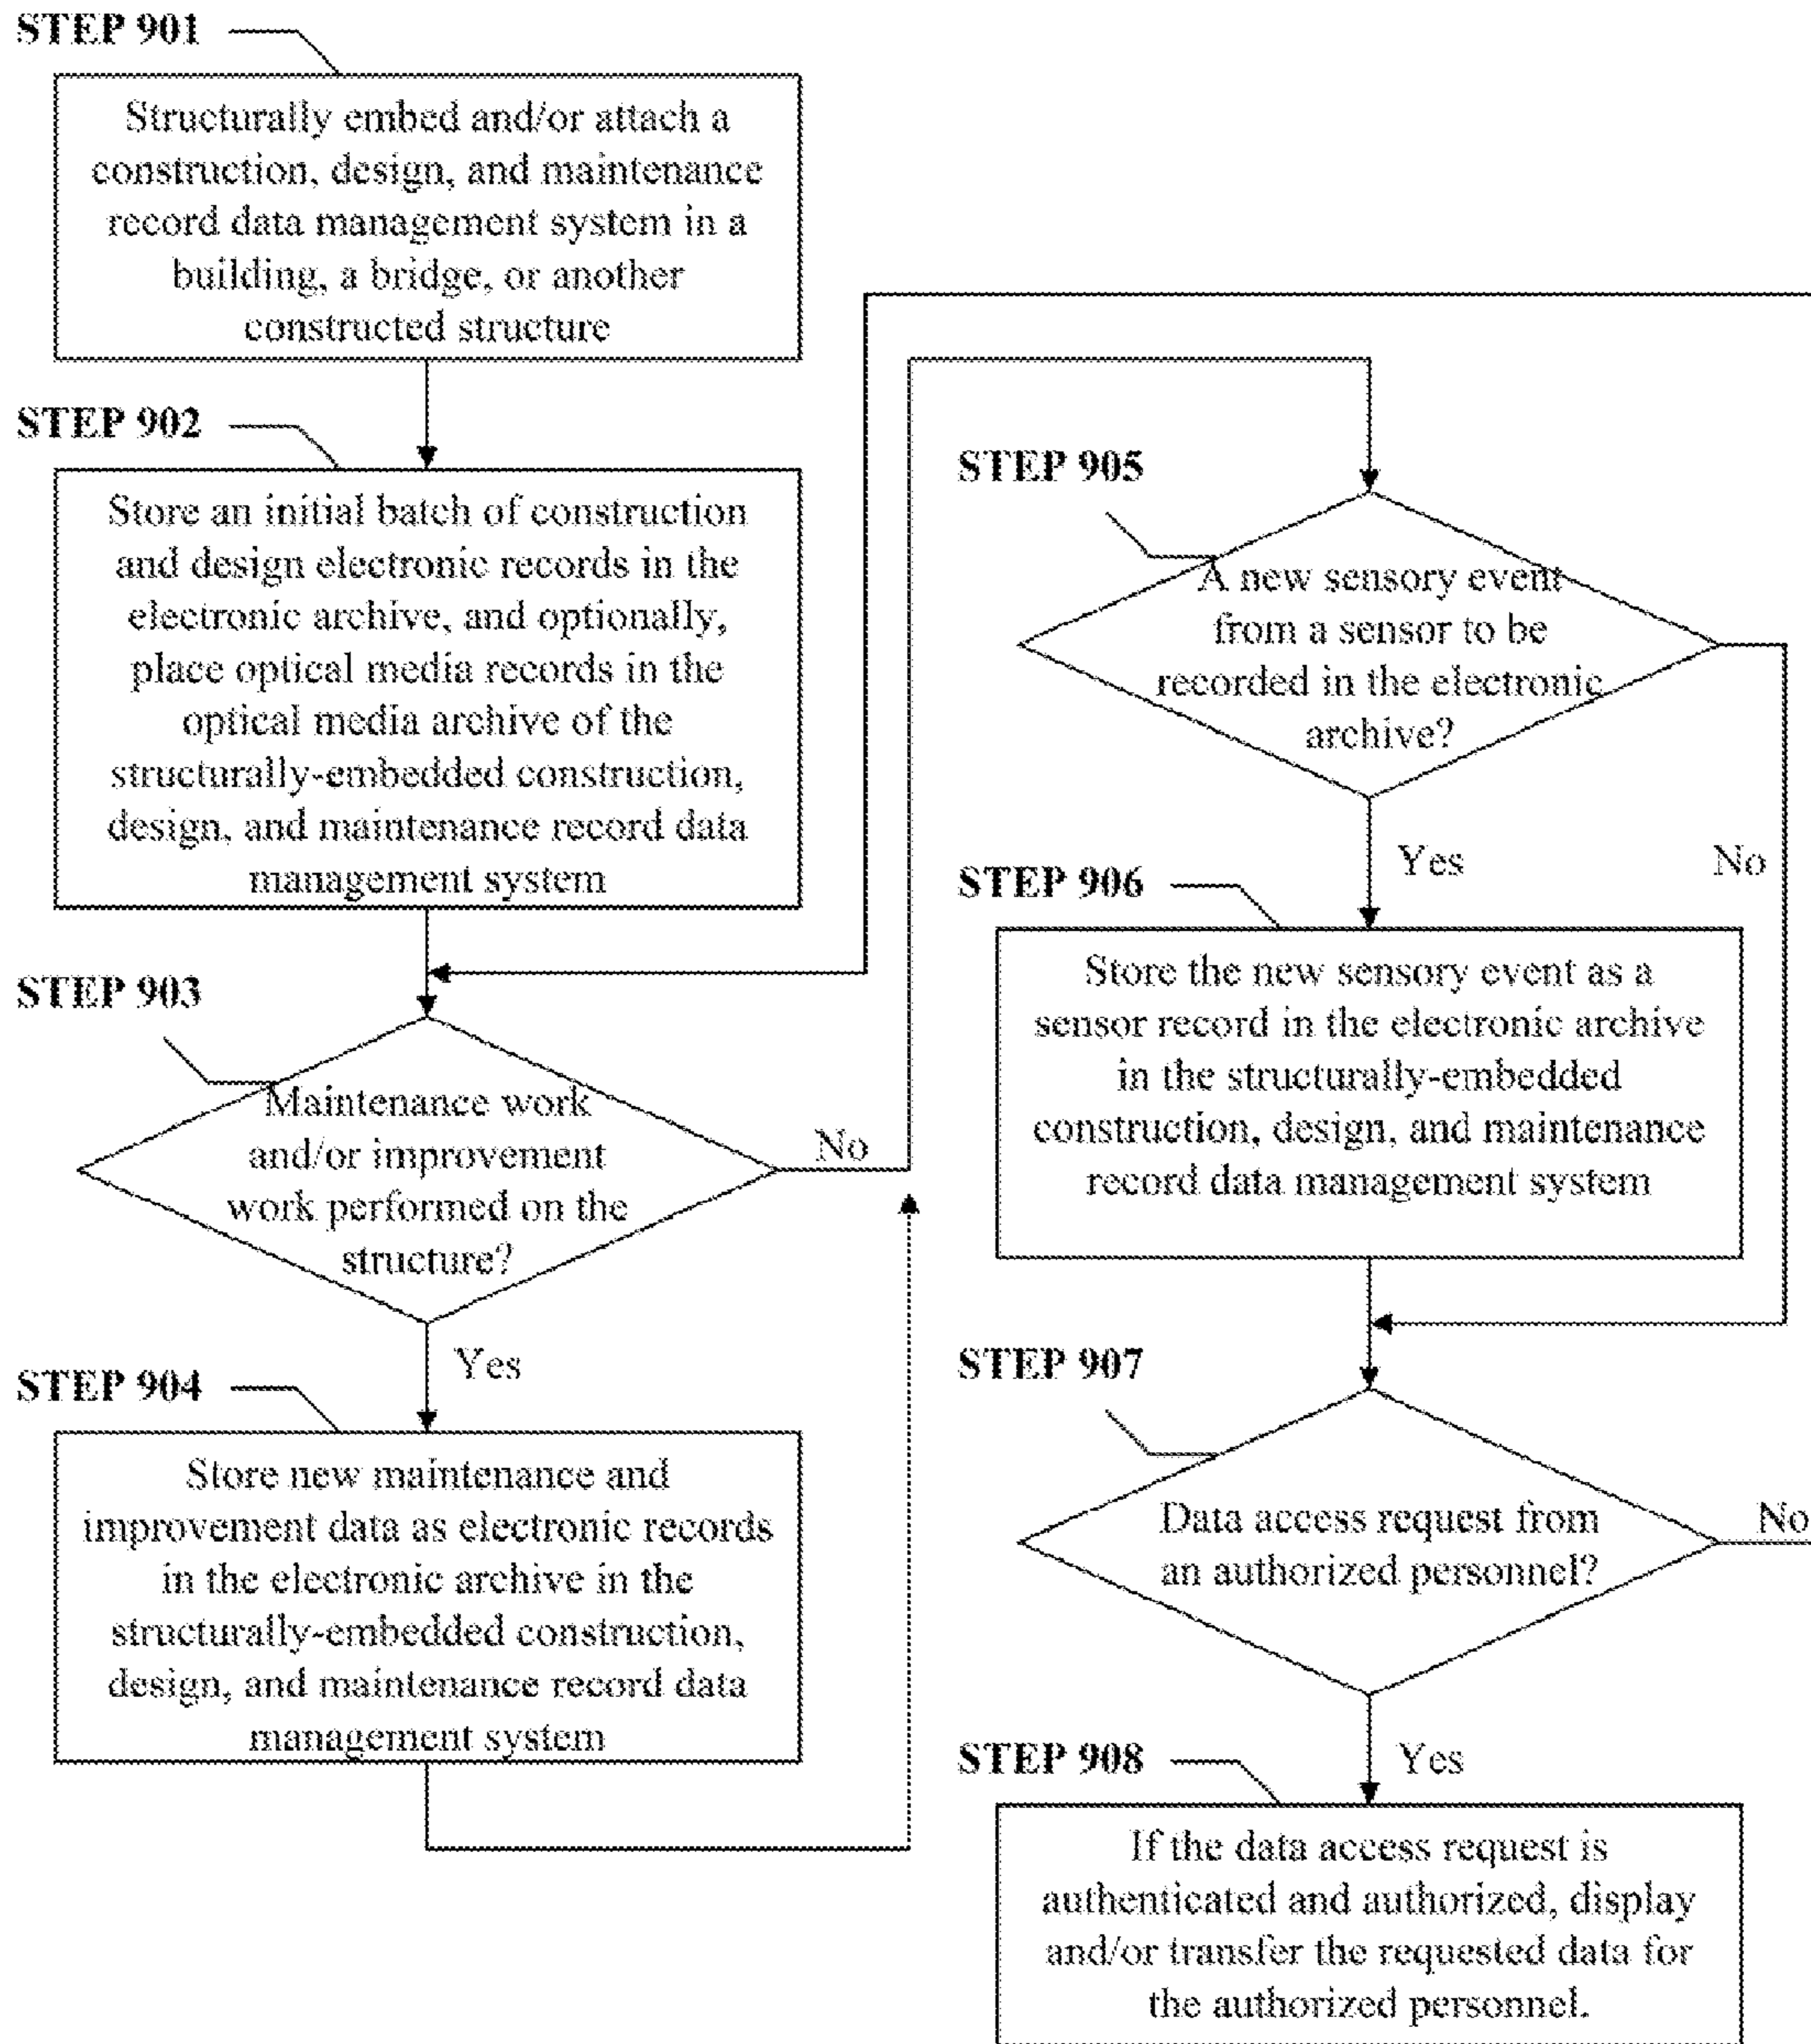 STEP 901
Structurally embed and/or attach a
construction, design, and maintenance
record data management system in a
building, a bridge, or another
constructed structure
STEP 902
Store an initial batch of construction
and design electronic records in the
electronic archive, and optionally,
place optical media records in the
optical media archive of the
structurally-embedded construction,
design, and maintenance record data
management system
STEP 903
Maintenance work
and/or improvement
work performed on the
structure?
No
Yes
STEP 904
Store new maintenance and
improvement data as electronic records
in the electronic archive in the
structurally-embedded construction,
design, and maintenance record data
management system
STEP 905
A new sensory event
from a sensor to be
recorded in the electronic
archive?
Yes
No
STEP 906
Store the new sensory event as a
sensor record in the electronic archive
in the structurally-embedded
construction, design, and maintenance
record data management system
STEP 907
Data access request from
an authorized personnel?
No
Yes
STEP 908
If the data access request is
authenticated and authorized, display
and/or transfer the requested data for
the authorized personnel.